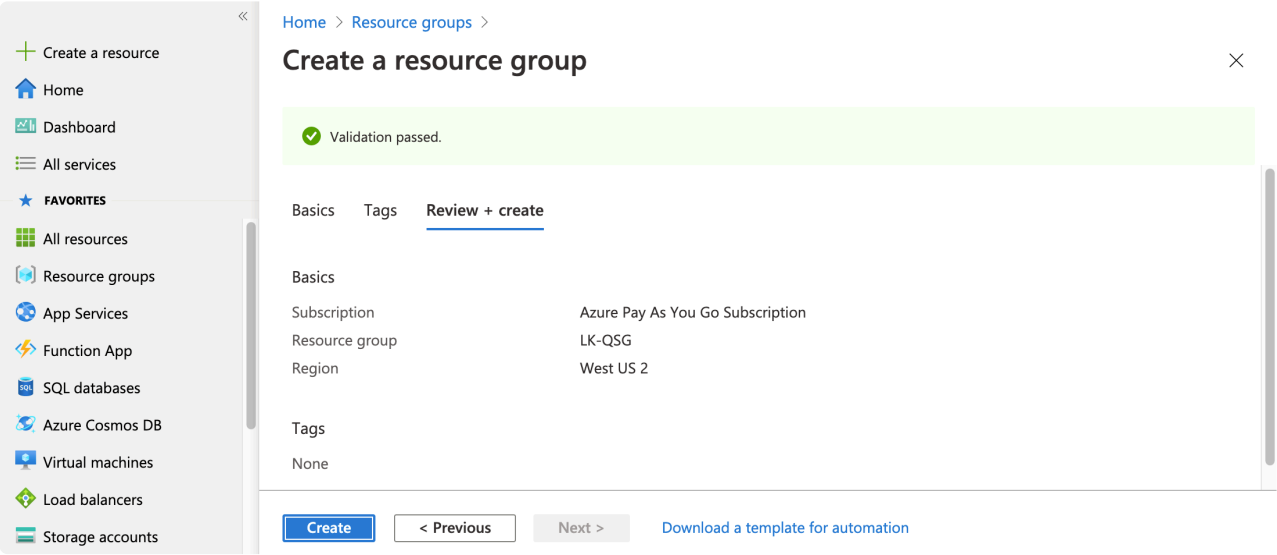 «
Create a resource
Home
Dashboard
All services
FAVORITES
All resources
Resource groups
App Services
Function App
SQL
SQL databases
Azure Cosmos DB
Virtual machines
Load balancers
Storage accounts
Home > Resource groups >
Create a resource group
Validation passed.
Basics Tags Review + create
Basics
Subscription Azure Pay As You Go Subscription
Resource group LK-QSG
Region West US 2
Tags
None
Create < Previous Next > Download a template for automation